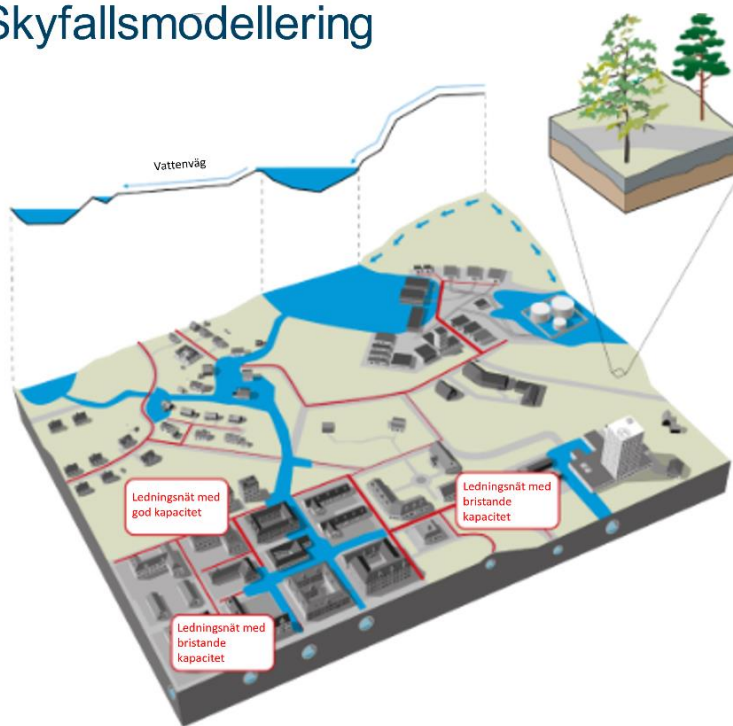 Skyfallsmodellering
Vattenväg
Ledningsnät med
god kapacitet
Ledningsnät med
bristande
kapacitet
Ledningsnät med
bristande
kapacitet